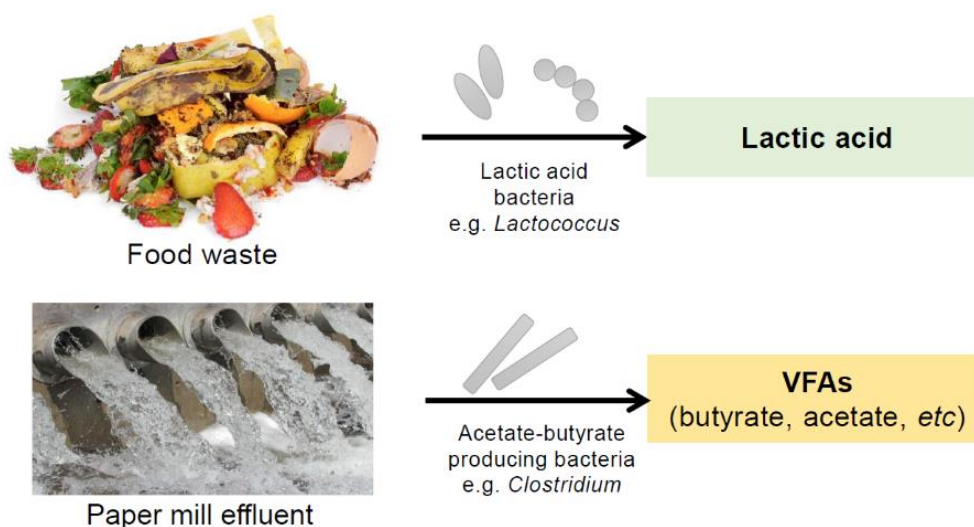 Lactic acid
bacteria
e.g. Lactococcus
Lactic acid
Food waste
Acetate-butyrate
producing bacteria
e.g. Clostridium
VFAs
(butyrate, acetate, etc)
Paper mill effluent